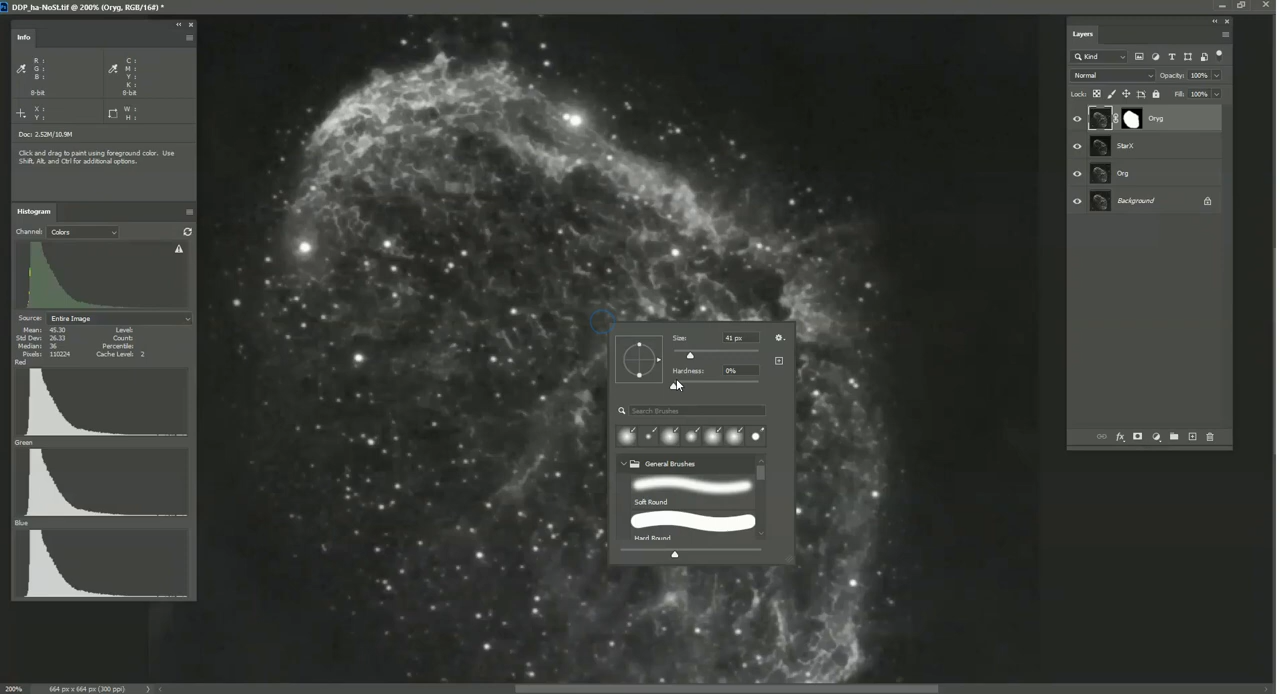 DDP_ha-NoSt.tif @ 200% (Oryg, RGB/16#) *
Info
R :
G :
B :
8-bit
C :
M :
Y :
K :
8-bit
X :
Y :
W :
H :
Doc: 2.52M/10.9M
Click and drag to paint using foreground color. Use
Shift, Alt, and Ctrl for additional options.
Histogram
Channel: Colors
Source: Entire Image
Mean: 45.30 Level:
Std Dev: 26.33 Count:
Median: 36 Percentile:
Pixels: 110224 Cache Level: 2
Red
Green
Blue
Size: 41 px
Hardness: 0%
Search Brushes
General Brushes
Soft Round
Hard Round
Layers
Kind
Normal Opacity: 100%
Lock: Fill: 100%
Oryg
StarX
Org
Background
200% 664 px x 664 px (300 ppi)